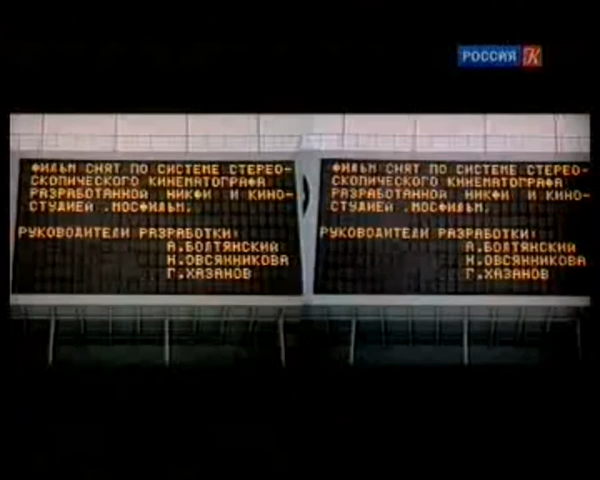 РОССИЯ К
ФИЛЬМ СНЯТ ПО СИСТЕМЕ СТЕРЕО-
СКОПИЧЕСКОГО КИНЕМАТОГРАФА
РАЗРАБОТАННОЙ НИКФИ И КИНО-
СТУДИЕЙ .МОСФИЛЬМ.
РУКОВОДИТЕЛИ РАЗРАБОТКИ:
А.БОЛТЯНСКИЙ
Н.ОВСЯННИКОВА
Г.ХАЗАНОВ
ФИЛЬМ СНЯТ ПО СИСТЕМЕ СТЕРЕО-
СКОПИЧЕСКОГО КИНЕМАТОГРАФА
РАЗРАБОТАННОЙ НИКФИ И КИНО-
СТУДИЕЙ .МОСФИЛЬМ.
РУКОВОДИТЕЛИ РАЗРАБОТКИ:
А.БОЛТЯНСКИЙ
Н.ОВСЯННИКОВА
Г.ХАЗАНОВ